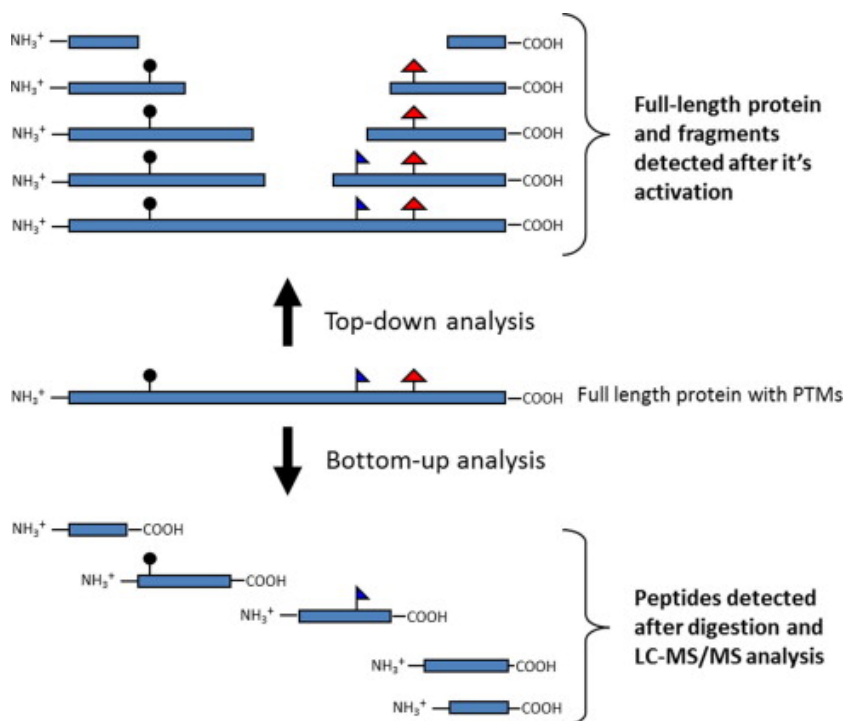 NH₃⁺ COOH
NH₃⁺ COOH
NH₃⁺ COOH
NH₃⁺ COOH
NH₃⁺ COOH
Full-length protein
and fragments
detected after it's
activation
Top-down analysis
NH₃⁺ COOH
Full length protein with PTMs
Bottom-up analysis
NH₃⁺ COOH
NH₃⁺ COOH
NH₃⁺ COOH
NH₃⁺ COOH
NH₃⁺ COOH
Peptides detected
after digestion and
LC-MS/MS analysis